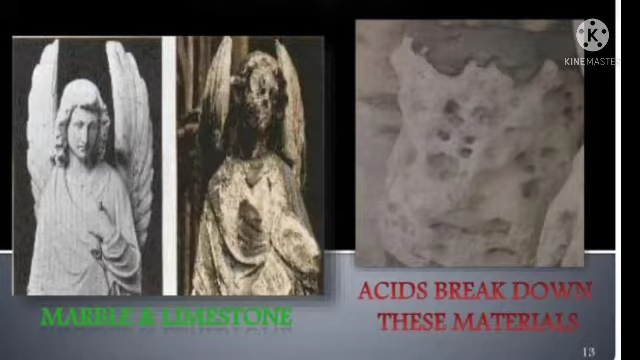 KINEMASTER
MARBLE & LIMESTONE
ACIDS BREAK DOWN
THESE MATERIALS
13